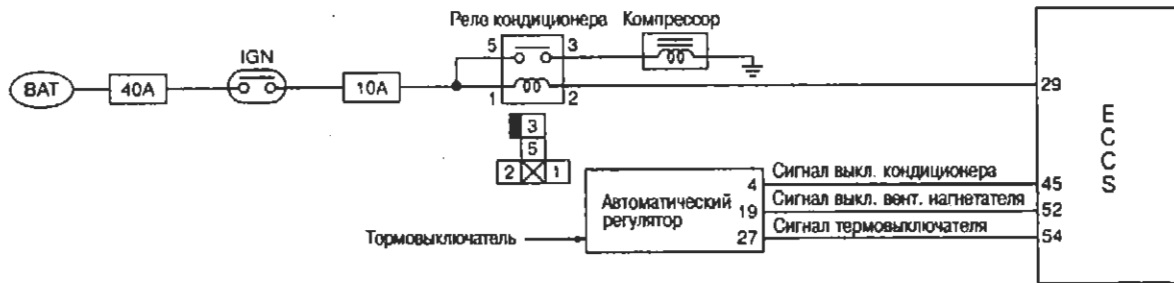 Реле кондиционера Компрессор
5 3
IGN
BAT 40A 10A
1 2
29
3
5
2 1
ECCS
Автоматический регулятор
4 Сигнал выкл. кондиционера 45
19 Сигнал выкл. вент. нагнетателя 52
27 Сигнал термовыключателя 54
Тормовыключатель